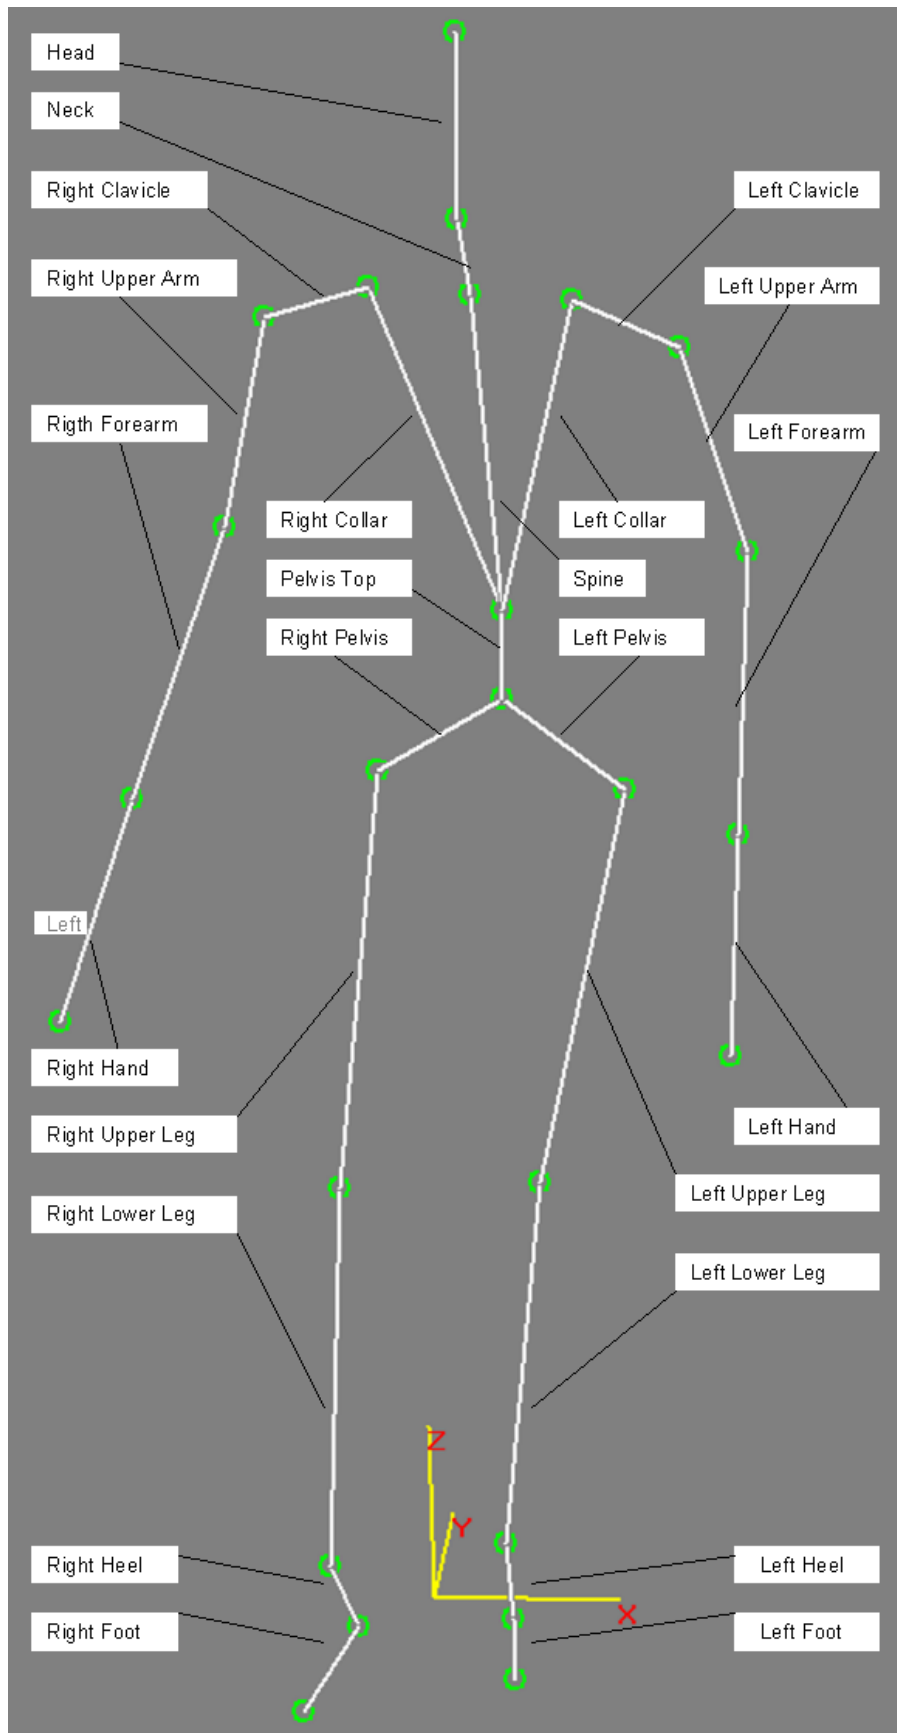 Head
Neck
Right Clavicle
Left Clavicle
Right Upper Arm
Left Upper Arm
Rigth Forearm
Left Forearm
Right Collar
Left Collar
Pelvis Top
Spine
Right Pelvis
Left Pelvis
Left
Right Hand
Left Hand
Right Upper Leg
Left Upper Leg
Right Lower Leg
Left Lower Leg
Z
Y
Right Heel
Left Heel
X
Right Foot
Left Foot